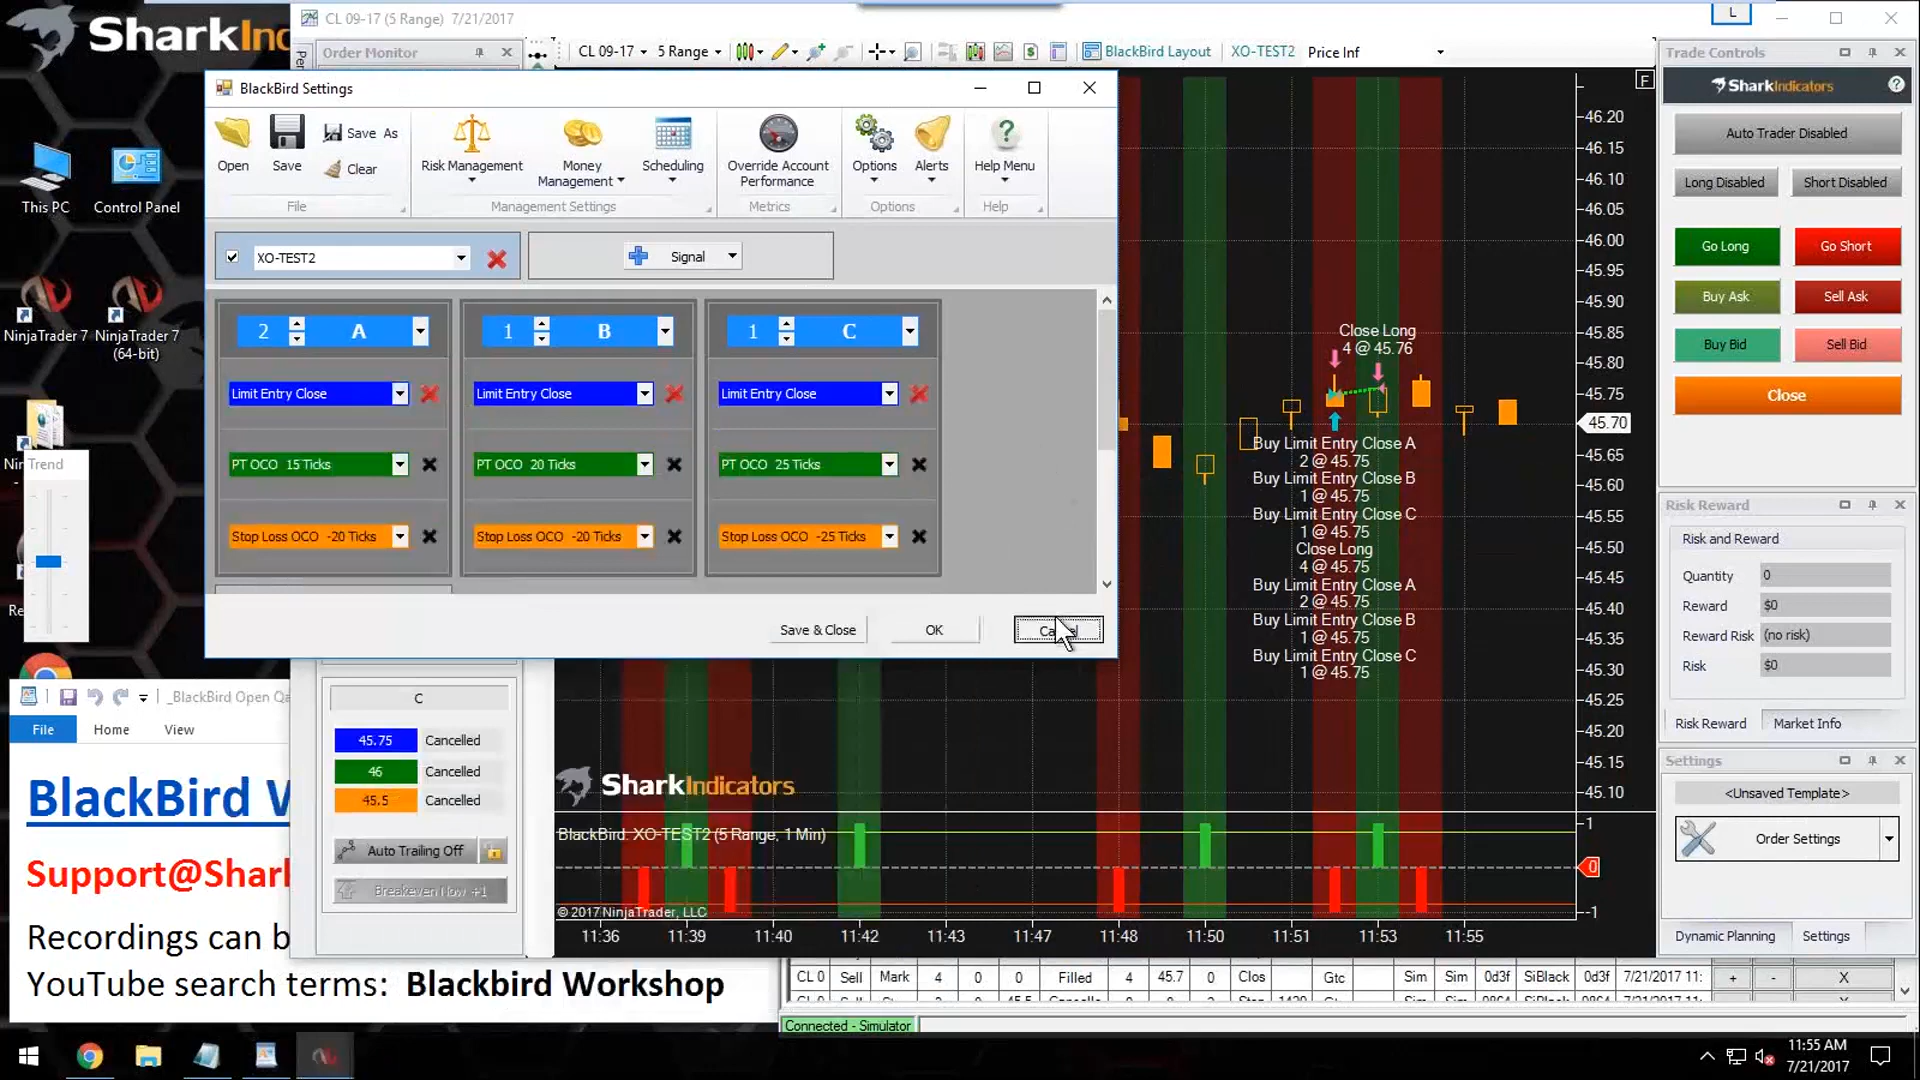 SharkInd
This PC
Control Panel
NinjaTrader 7
NinjaTrader 7
(64-bit)
Trend
CL 09-17 (5 Range)  7/21/2017
L
Order Monitor
CL 09-17
5 Range
BlackBird Layout
XO-TEST2
Price Inf
F
BlackBird Settings
Open
Save
Save As
Clear
File
Risk Management
Money
Management
Scheduling
Management Settings
Override Account
Performance
Metrics
Options
Alerts
Options
Help Menu
Help
XO-TEST2
Signal
2 A
1 B
1 C
Limit Entry Close
Limit Entry Close
Limit Entry Close
PT OCO 15 Ticks
PT OCO 20 Ticks
PT OCO 25 Ticks
Stop Loss OCO -20 Ticks
Stop Loss OCO -20 Ticks
Stop Loss OCO -25 Ticks
Save & Close
OK
C
45.75 Cancelled
46 Cancelled
45.5 Cancelled
Auto Trailing Off
Breakeven Now +1
Close Long
4 @ 45.76
Buy Limit Entry Close A
2 @ 45.75
Buy Limit Entry Close B
1 @ 45.75
Buy Limit Entry Close C
1 @ 45.75
Close Long
4 @ 45.75
Buy Limit Entry Close A
2 @ 45.75
Buy Limit Entry Close B
1 @ 45.75
Buy Limit Entry Close C
1 @ 45.75
46.20
46.15
46.10
46.05
46.00
45.95
45.90
45.85
45.80
45.75
45.70
45.65
45.60
45.55
45.50
45.45
45.40
45.35
45.30
45.25
45.20
45.15
45.10
SharkIndicators
BlackBird: XO-TEST2 (5 Range, 1 Min)
1
0
-1
© 2017 NinjaTrader, LLC
11:36 11:39 11:40 11:42 11:43 11:47 11:48 11:50 11:51 11:53 11:55
Trade Controls
SharkIndicators
Auto Trader Disabled
Long Disabled
Short Disabled
Go Long
Go Short
Buy Ask
Sell Ask
Buy Bid
Sell Bid
Close
Risk Reward
Risk and Reward
Quantity 0
Reward $0
Reward Risk (no risk)
Risk $0
Risk Reward
Market Info
Settings
<Unsaved Template>
Order Settings
Dynamic Planning
Settings
_BlackBird Open Q
File
Home
View
BlackBird W
Support@Shark
Recordings can b
YouTube search terms: Blackbird Workshop
CL 0 Sell Mark 4 0 0 Filled 4 45.7 0 Clos Gtc Sim Sim 0d3f SiBlack 0d3f 7/21/2017 11: + - X
Connected - Simulator
11:55 AM
7/21/2017